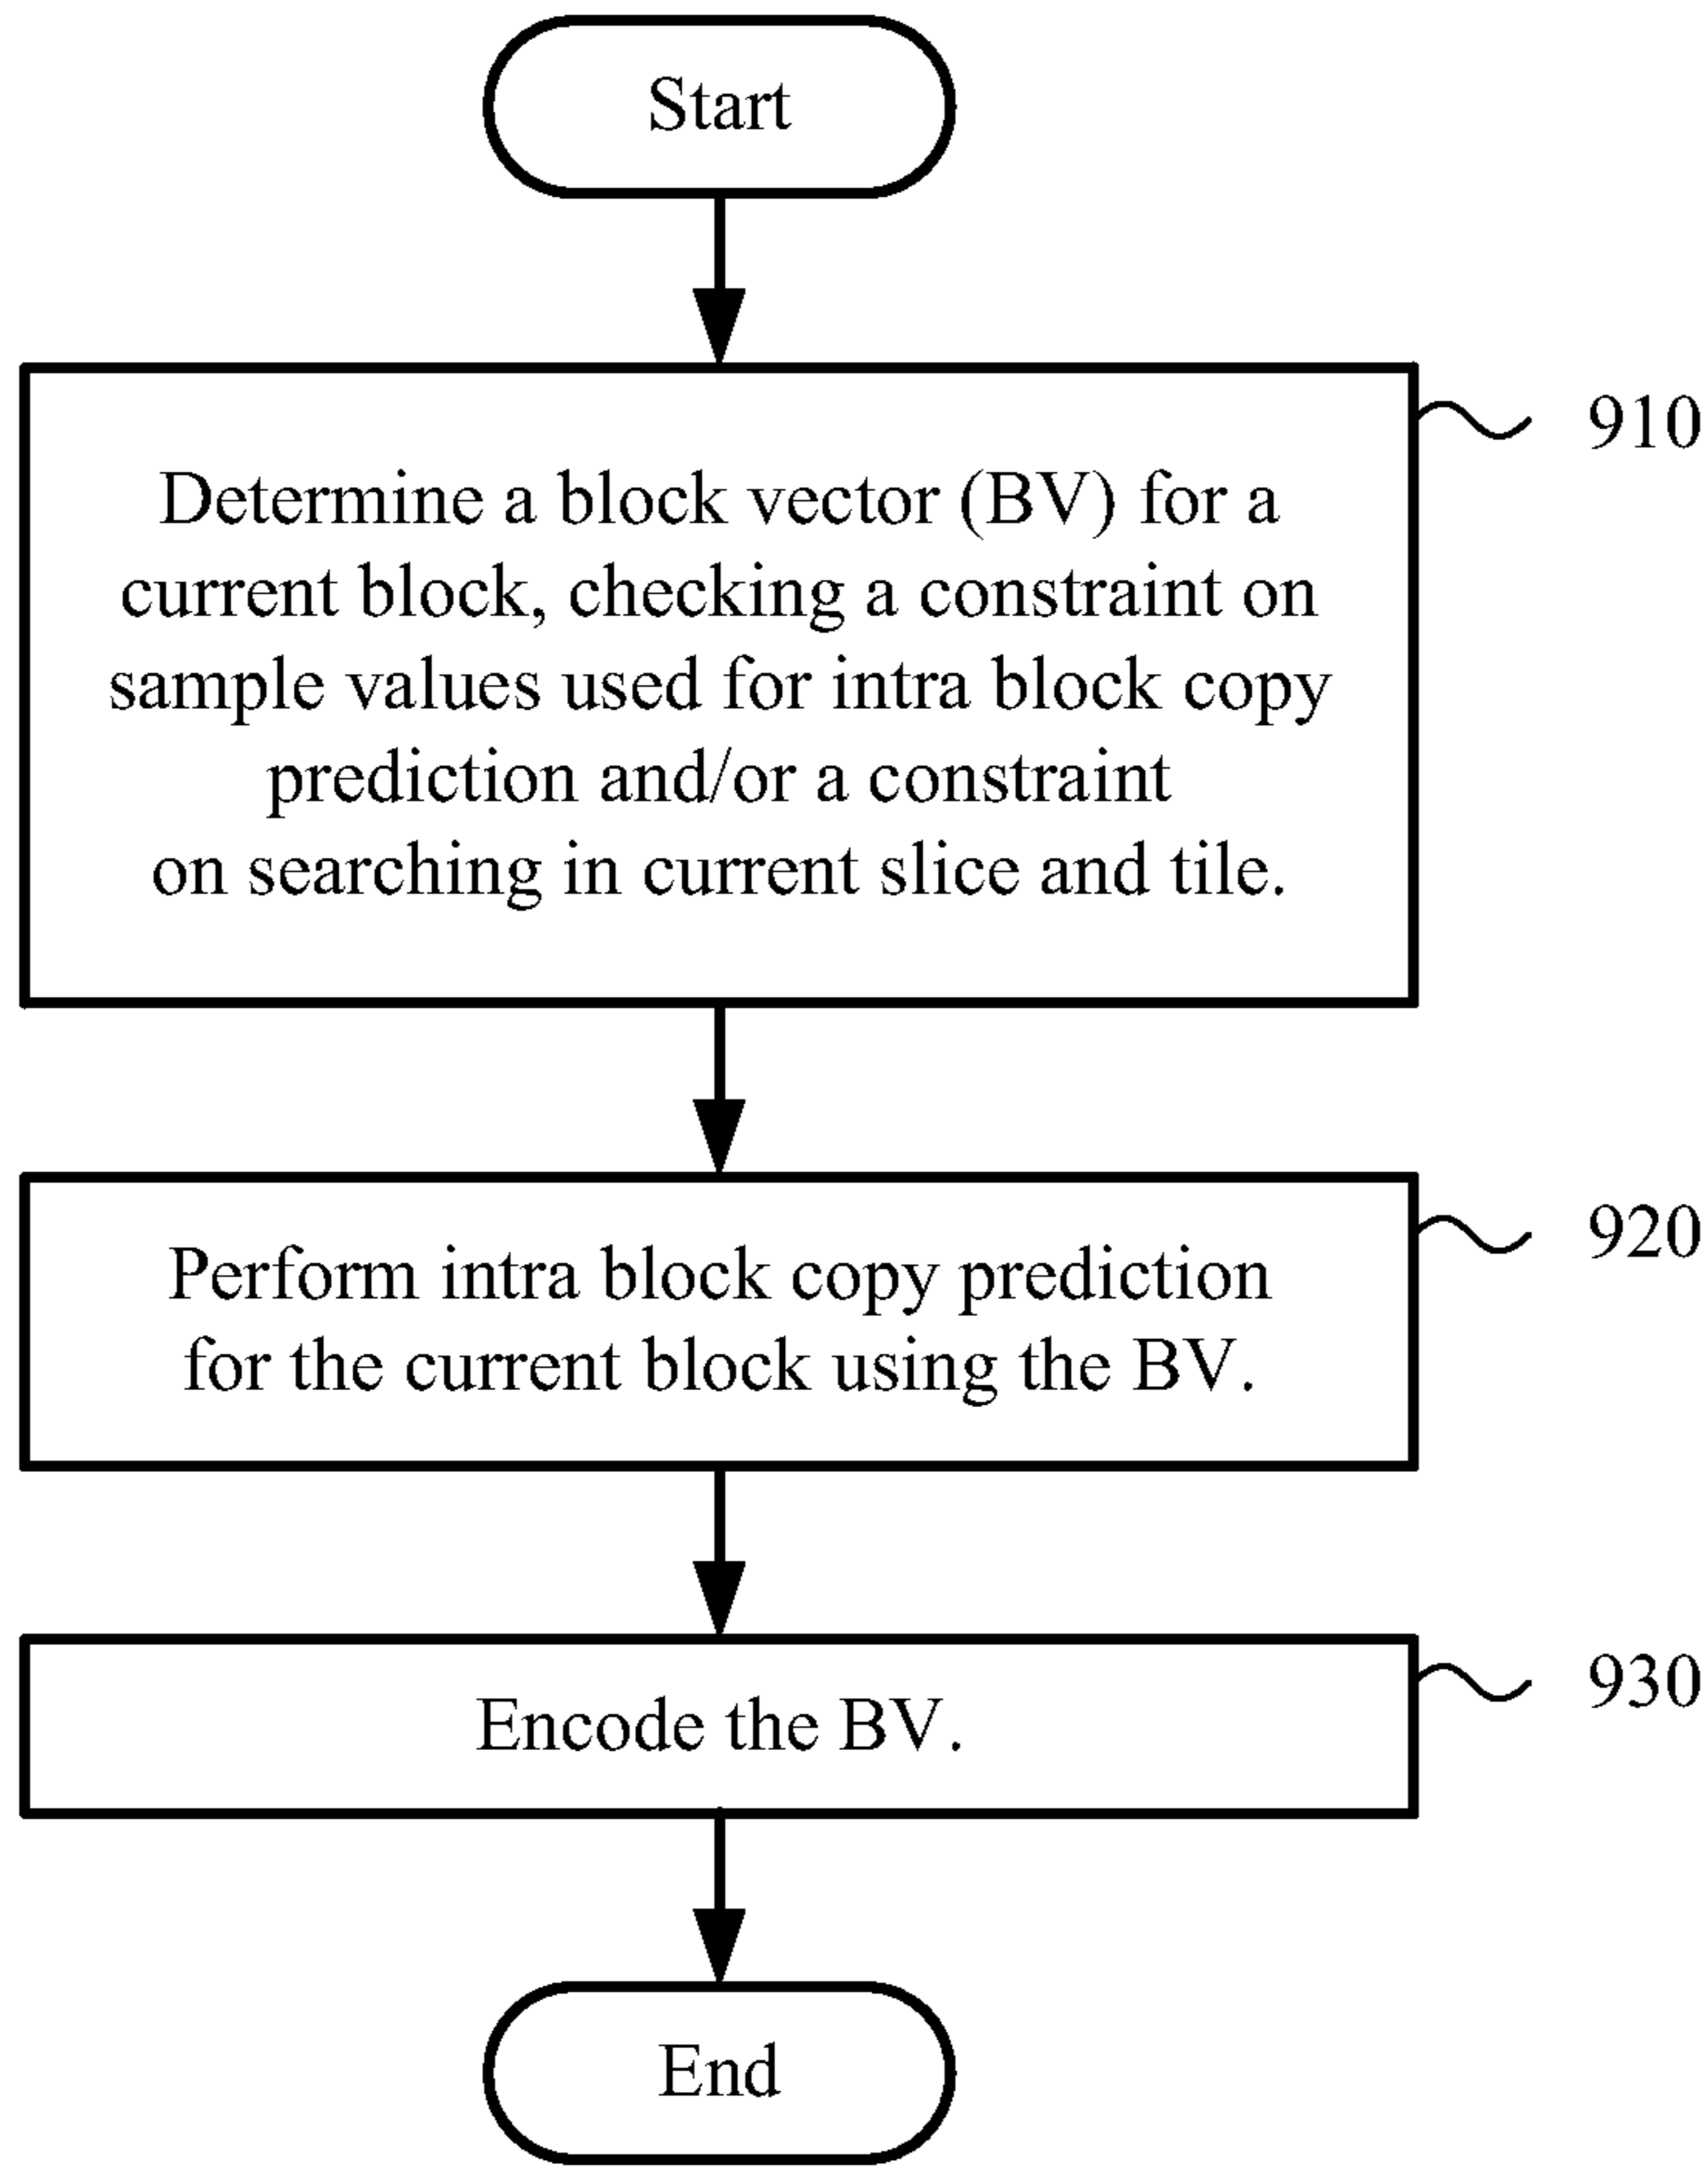 Start
910
Determine a block vector (BV) for a
current block, checking a constraint on
sample values used for intra block copy
prediction and/or a constraint
on searching in current slice and tile.
920
Perform intra block copy prediction
for the current block using the BV.
930
Encode the BV.
End